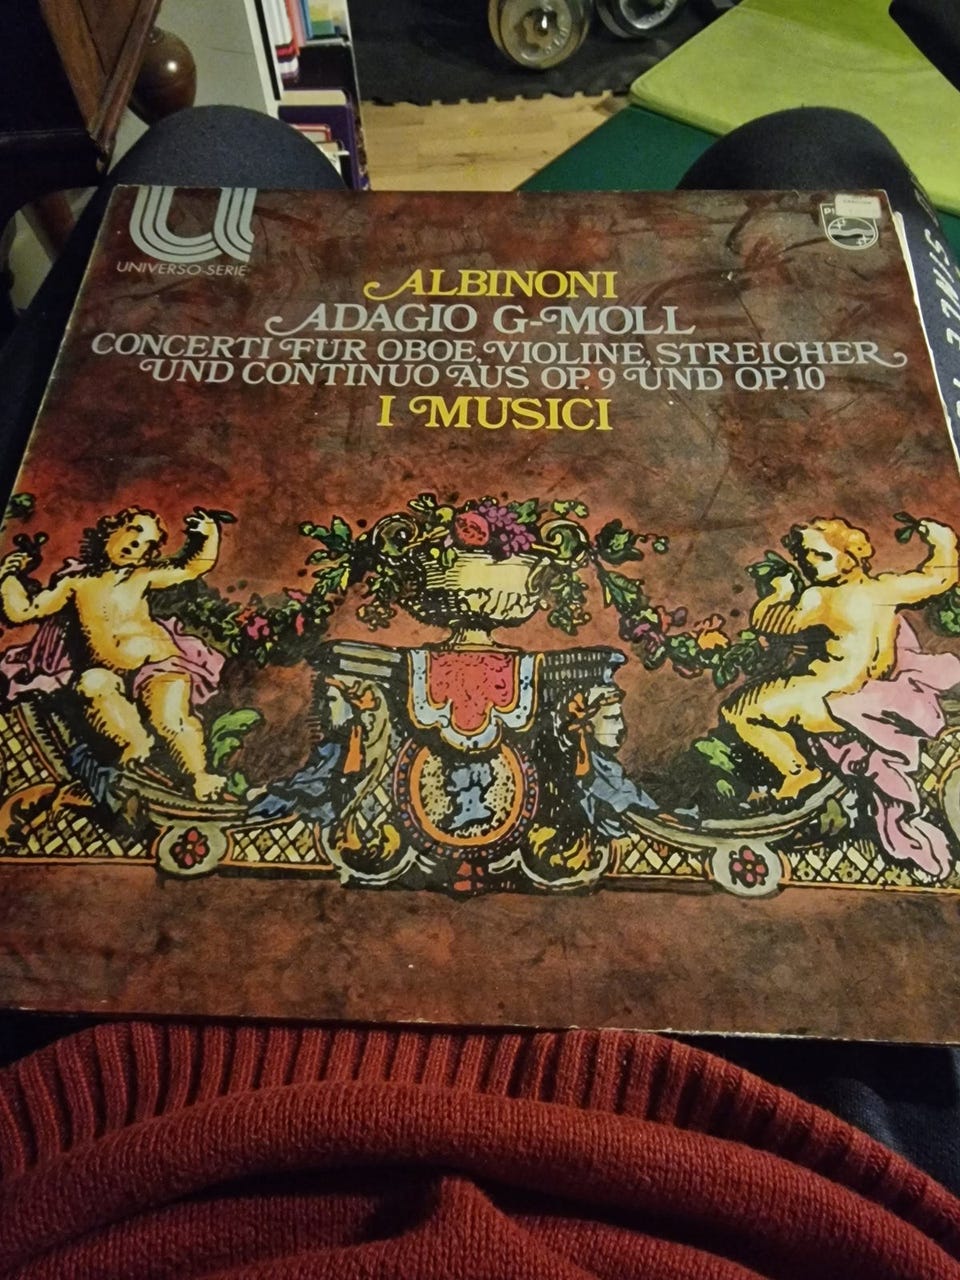 UNIVERSO-SERIE
ALBINONI
ADAGIO G-MOLL
CONCERTI FUR OBOE, VIOLINE, STREICHER
UND CONTINUO AUS OP. 9 UND OP. 10
I MUSICI